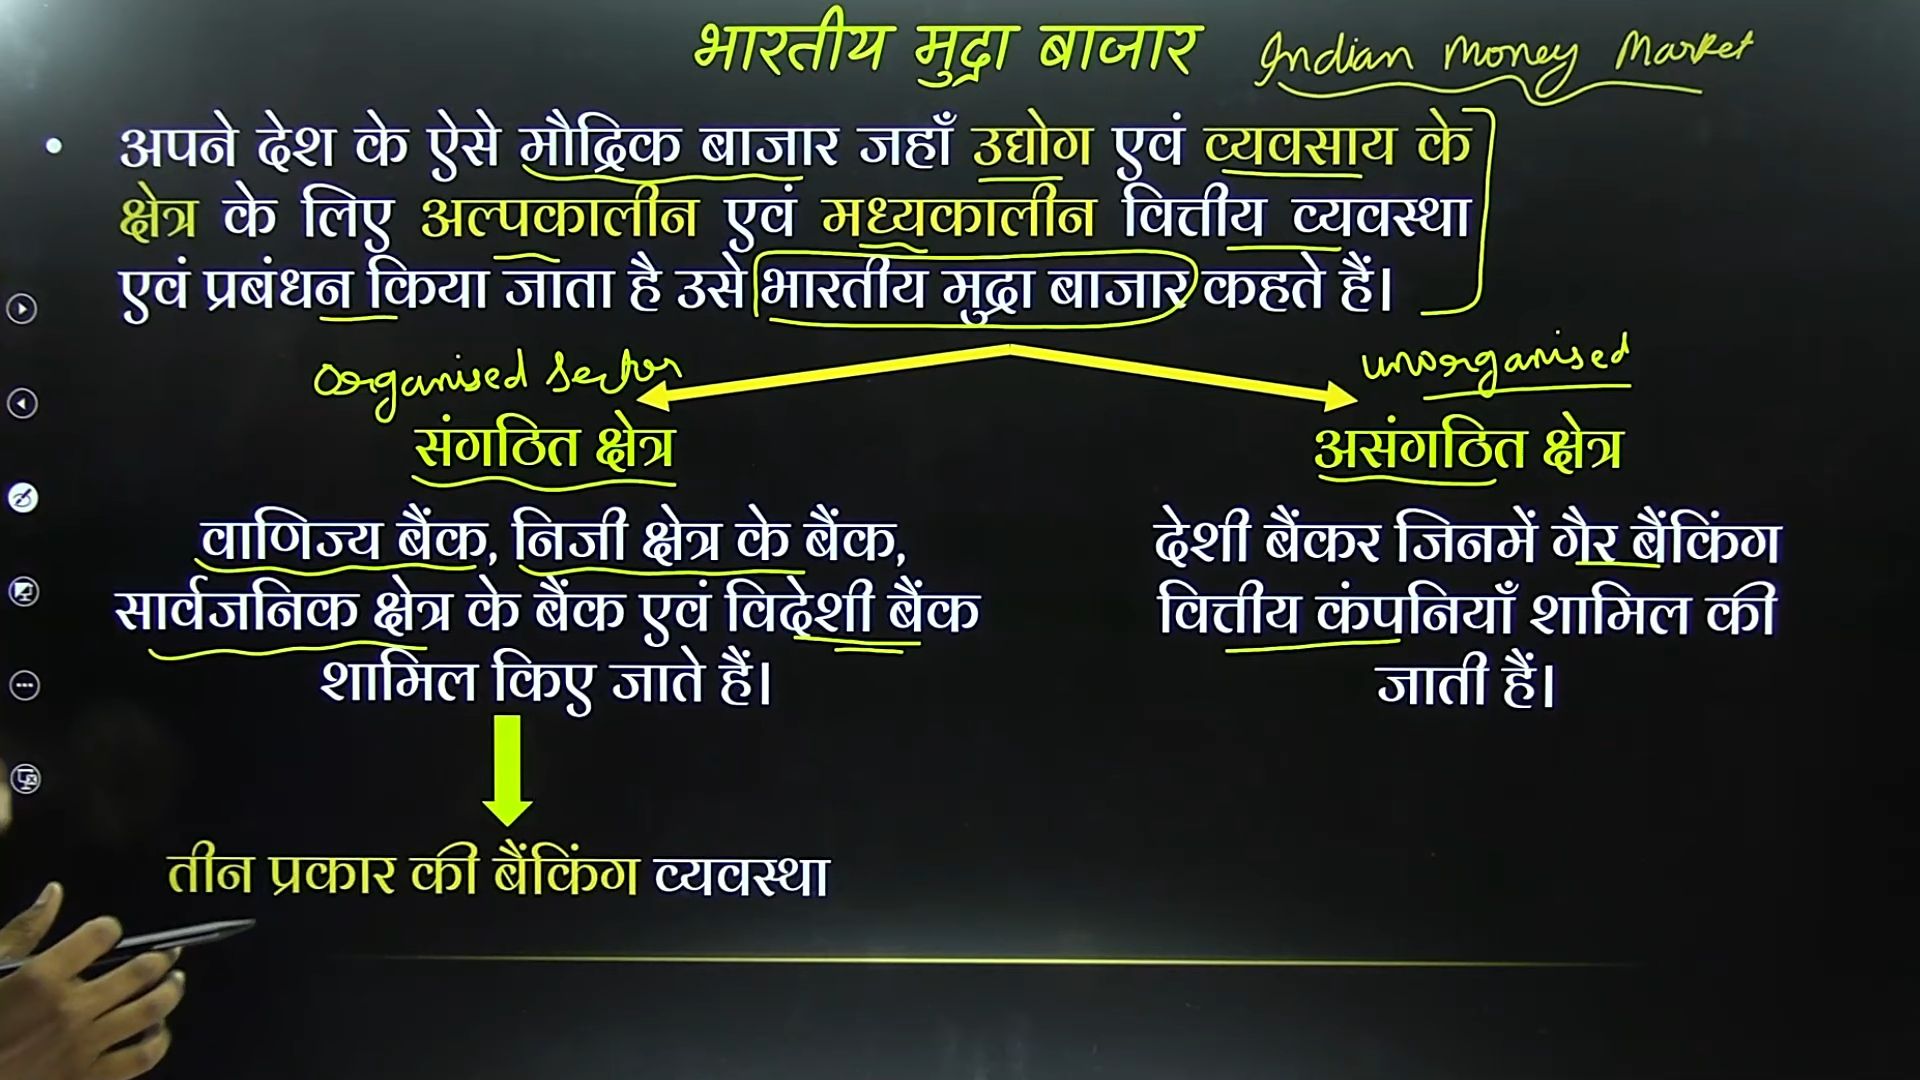 भारतीय मुद्रा बाजार Indian Money Market
• अपने देश के ऐसे मौद्रिक बाजार जहाँ उद्योग एवं व्यवसाय के
क्षेत्र के लिए अल्पकालीन एवं मध्यकालीन वित्तीय व्यवस्था
एवं प्रबंधन किया जाता है उसे भारतीय मुद्रा बाजार कहते हैं।
organised sector
unorganised
संगठित क्षेत्र
असंगठित क्षेत्र
वाणिज्य बैंक, निजी क्षेत्र के बैंक,
सार्वजनिक क्षेत्र के बैंक एवं विदेशी बैंक
शामिल किए जाते हैं।
देशी बैंकर जिनमें गैर बैंकिंग
वित्तीय कंपनियाँ शामिल की
जाती हैं।
तीन प्रकार की बैंकिंग व्यवस्था